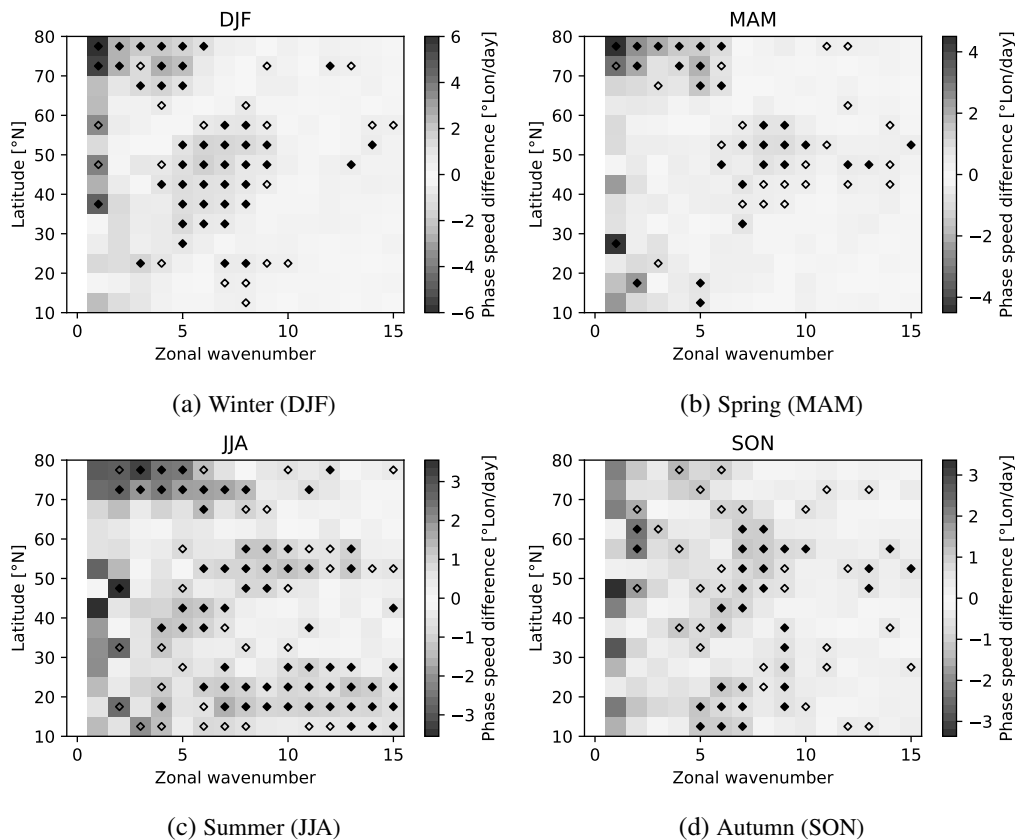 DJF
Latitude [°N]
80
70
60
50
40
30
20
10
0 5 10 15
Zonal wavenumber
6
4
2
0
−2
−4
−6
Phase speed difference [°Lon/day]
(a) Winter (DJF)
MAM
Latitude [°N]
80
70
60
50
40
30
20
10
0 5 10 15
Zonal wavenumber
4
2
0
−2
−4
Phase speed difference [°Lon/day]
(b) Spring (MAM)
JJA
Latitude [°N]
80
70
60
50
40
30
20
10
0 5 10 15
Zonal wavenumber
3
2
1
0
−1
−2
−3
Phase speed difference [°Lon/day]
(c) Summer (JJA)
SON
Latitude [°N]
80
70
60
50
40
30
20
10
0 5 10 15
Zonal wavenumber
3
2
1
0
−1
−2
−3
Phase speed difference [°Lon/day]
(d) Autumn (SON)